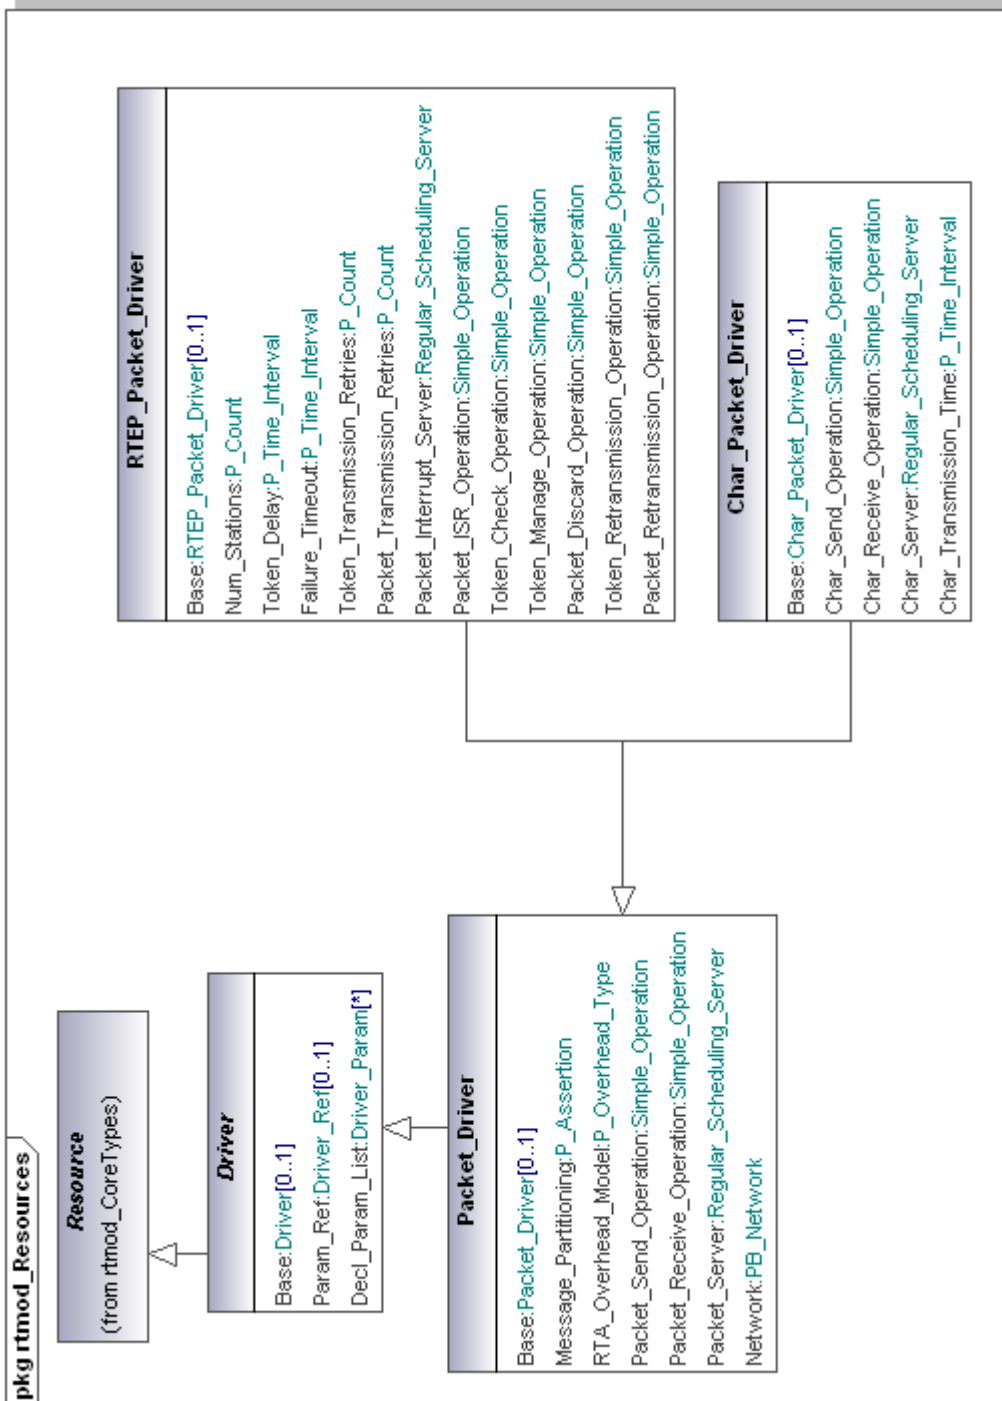 pkg rtmod_Resources
Resource
(from rtmod_CoreTypes)
Driver
Base:Driver[0..1]
Param_Ref:Driver_Ref[0..1]
Decl_Param_List:Driver_Param[*]
Packet_Driver
Base:Packet_Driver[0..1]
Message_Partitioning:P_Assertion
RTA_Overhead_Model:P_Overhead_Type
Packet_Send_Operation:Simple_Operation
Packet_Receive_Operation:Simple_Operation
Packet_Server:Regular_Scheduling_Server
Network:PB_Network
RTEP_Packet_Driver
Base:RTEP_Packet_Driver[0..1]
Num_Stations:P_Count
Token_Delay:P_Time_Interval
Failure_Timeout:P_Time_Interval
Token_Transmission_Retries:P_Count
Packet_Transmission_Retries:P_Count
Packet_Interrupt_Server:Regular_Scheduling_Server
Packet_ISR_Operation:Simple_Operation
Token_Check_Operation:Simple_Operation
Token_Manage_Operation:Simple_Operation
Packet_Discard_Operation:Simple_Operation
Token_Retransmission_Operation:Simple_Operation
Packet_Retransmission_Operation:Simple_Operation
Char_Packet_Driver
Base:Char_Packet_Driver[0..1]
Char_Send_Operation:Simple_Operation
Char_Receive_Operation:Simple_Operation
Char_Server:Regular_Scheduling_Server
Char_Transmission_Time:P_Time_Interval